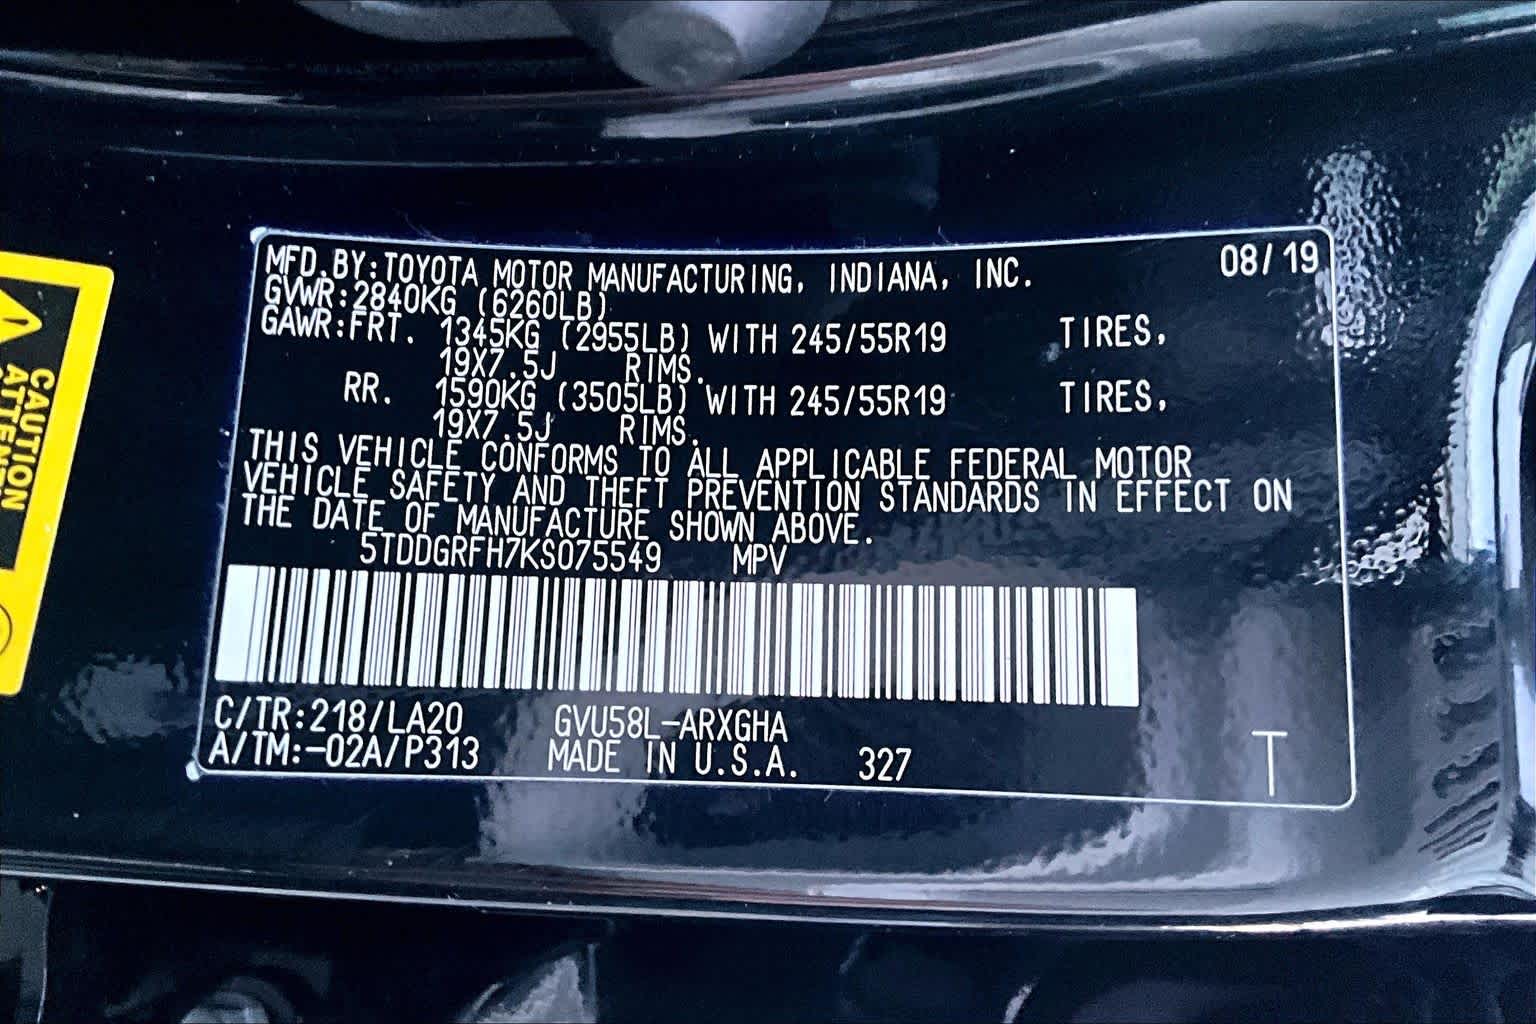 CAUTION
ATTEN
MFD.BY:TOYOTA MOTOR MANUFACTURING, INDIANA, INC. 08/19
GVWR:2840KG (6260LB)
GAWR:FRT. 1345KG (2955LB) WITH 245/55R19 TIRES,
19X7.5J RIMS.
RR. 1590KG (3505LB) WITH 245/55R19 TIRES,
19X7.5J RIMS.
THIS VEHICLE CONFORMS TO ALL APPLICABLE FEDERAL MOTOR
VEHICLE SAFETY AND THEFT PREVENTION STANDARDS IN EFFECT ON
THE DATE OF MANUFACTURE SHOWN ABOVE.
5TDDGRFH7KS075549 MPV
C/TR:218/LA20 GVU58L-ARXGHA
A/TM:-02A/P313 MADE IN U.S.A. 327 T